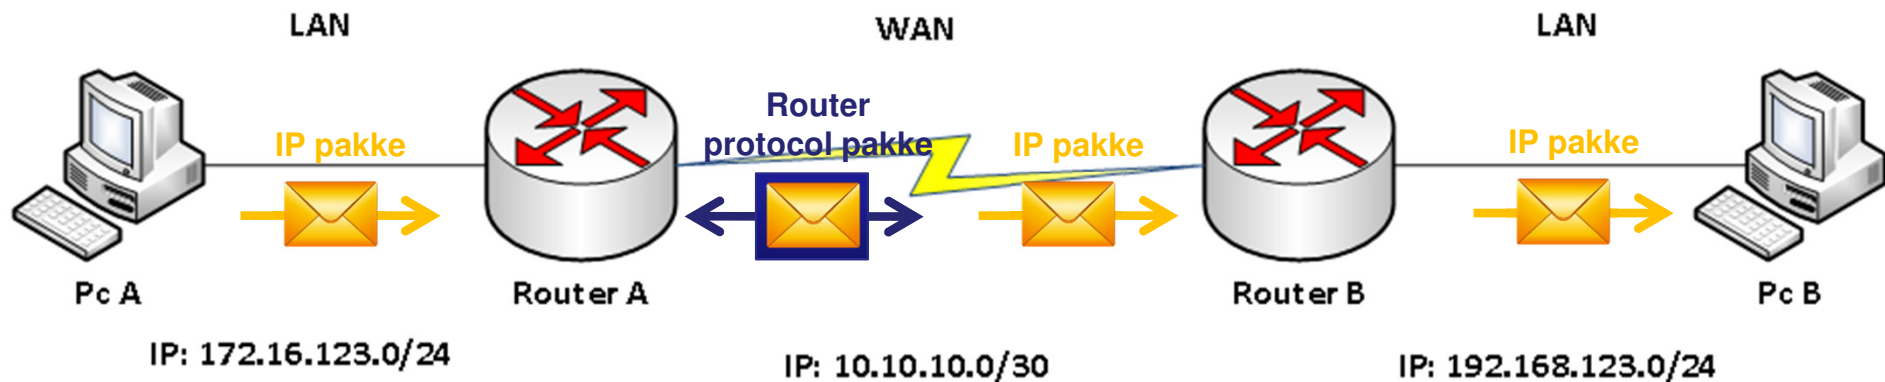 LAN
WAN
LAN
Router
protocol pakke
IP pakke
IP pakke
IP pakke
Pc A
Router A
Router B
Pc B
IP: 172.16.123.0/24
IP: 10.10.10.0/30
IP: 192.168.123.0/24